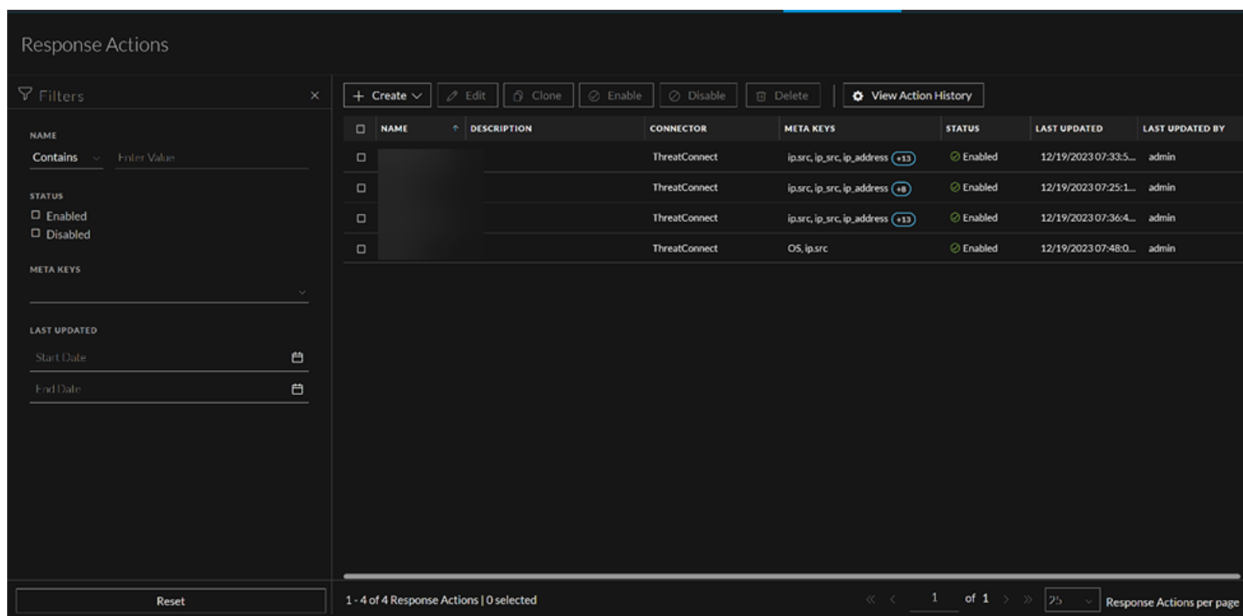 Response Actions
Filters
NAME
Contains Enter Value
STATUS
Enabled
Disabled
META KEYS
LAST UPDATED
Start Date
End Date
Reset
+ Create Edit Clone Enable Disable Delete View Action History
NAME DESCRIPTION CONNECTOR META KEYS STATUS LAST UPDATED LAST UPDATED BY
ThreatConnect ip.src, ip_src, ip_address +13 Enabled 12/19/2023 07:33:5... admin
ThreatConnect ip.src, ip_src, ip_address +8 Enabled 12/19/2023 07:25:1... admin
ThreatConnect ip.src, ip_src, ip_address +13 Enabled 12/19/2023 07:36:4... admin
ThreatConnect OS, ip.src Enabled 12/19/2023 07:48:0... admin
1 - 4 of 4 Response Actions | 0 selected
« < 1 of 1 > » 25 Response Actions per page